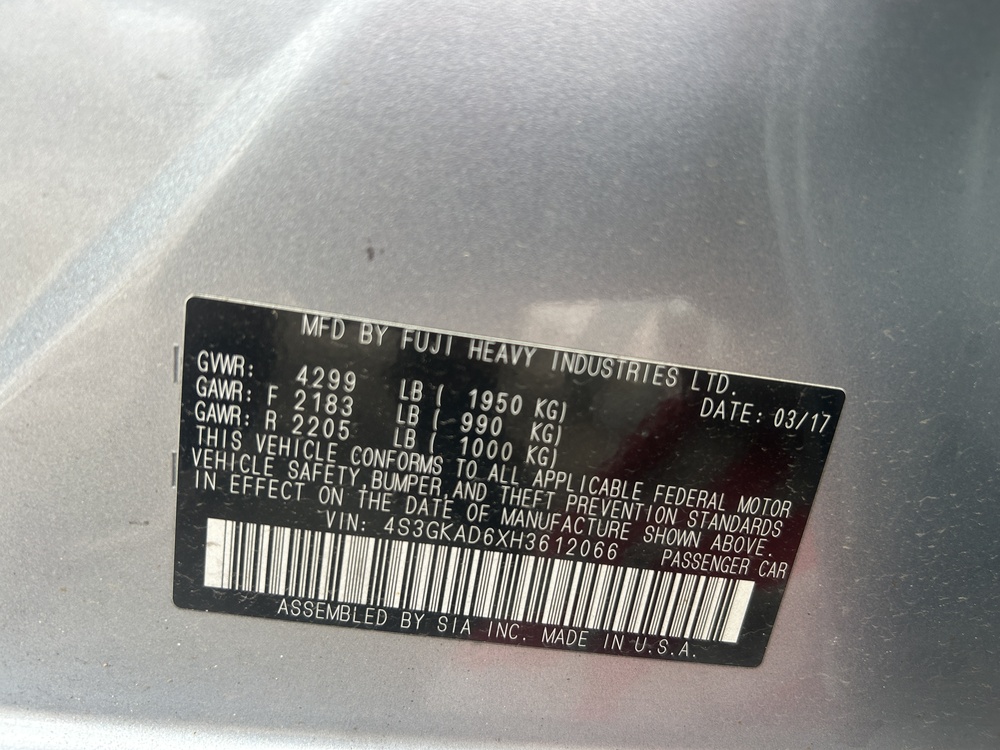 MFD BY FUJI HEAVY INDUSTRIES LTD.
DATE: 03/17
GVWR: 4299 LB ( 1950 KG)
GAWR: F 2183 LB ( 990 KG)
GAWR: R 2205 LB ( 1000 KG)
THIS VEHICLE CONFORMS TO ALL APPLICABLE FEDERAL MOTOR
VEHICLE SAFETY,BUMPER,AND THEFT PREVENTION STANDARDS
IN EFFECT ON THE DATE OF MANUFACTURE SHOWN ABOVE.
VIN: 4S3GKAD6XH3612066 PASSENGER CAR
ASSEMBLED BY SIA INC. MADE IN U.S.A.